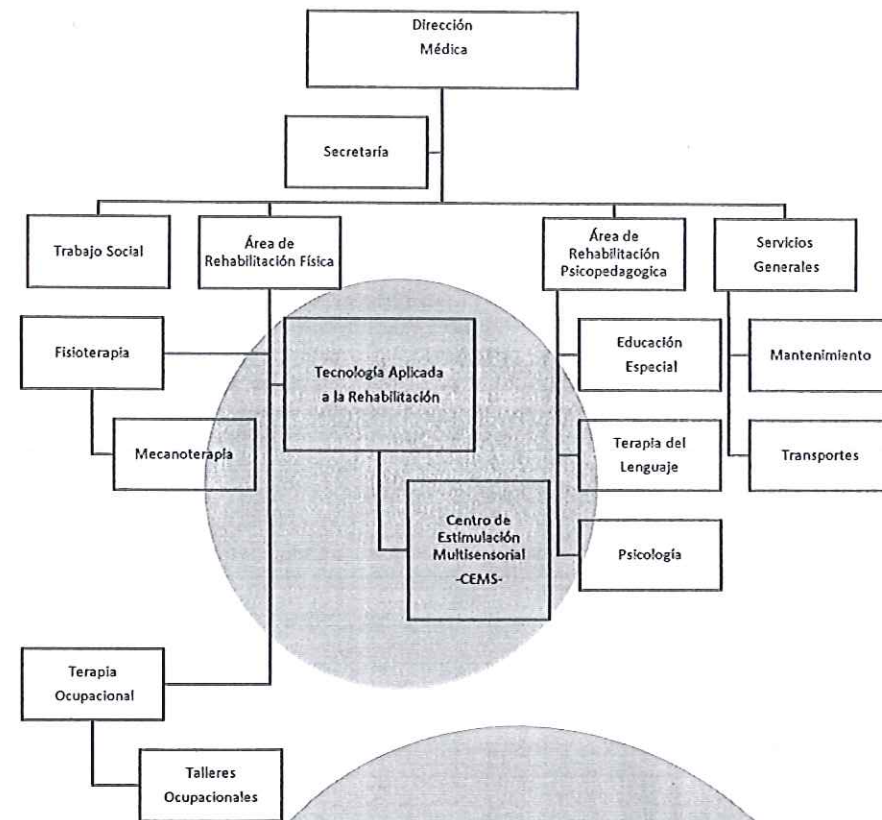 Dirección
Médica
Secretaría
Trabajo Social
Área de
Rehabilitación Física
Área de
Rehabilitación
Psicopedagogica
Servicios
Generales
Fisioterapia
Mecanoterapia
Tecnología Aplicada
a la Rehabilitación
Centro de
Estimulación
Multisensorial
-CEMS-
Terapia
Ocupacional
Talleres
Ocupacionales
Educación
Especial
Terapia del
Lenguaje
Psicología
Mantenimiento
Transportes